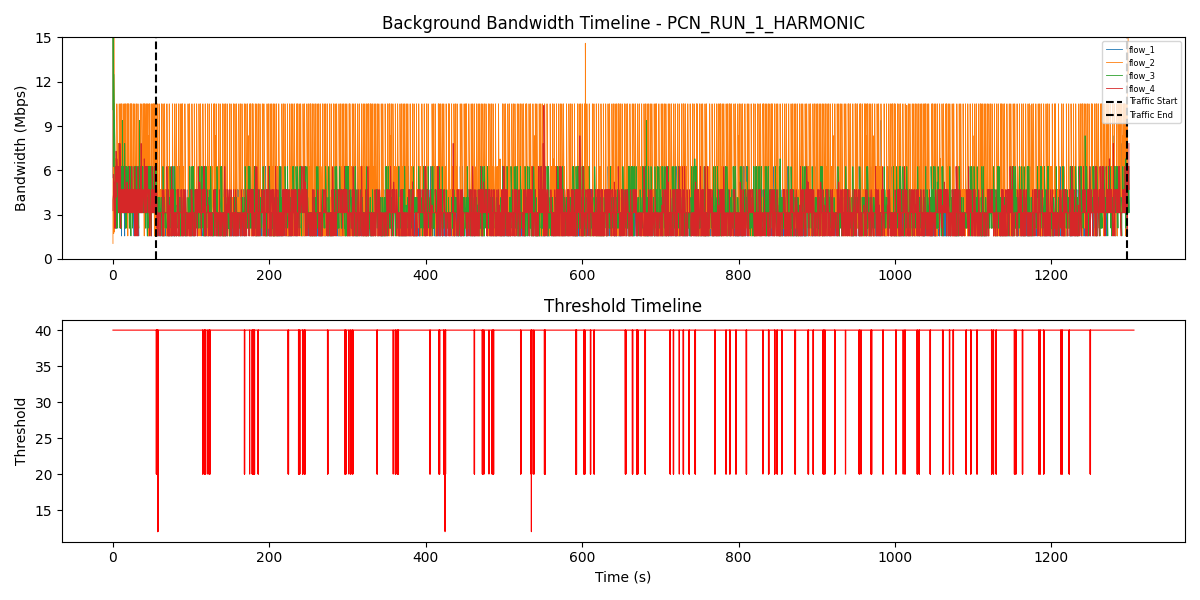 Background Bandwidth Timeline - PCN_RUN_1_HARMONIC
Bandwidth (Mbps)
15
12
9
6
3
0
flow_1
flow_2
flow_3
flow_4
Traffic Start
Traffic End
0 200 400 600 800 1000 1200
Threshold Timeline
Threshold
40
35
30
25
20
15
0 200 400 600 800 1000 1200
Time (s)